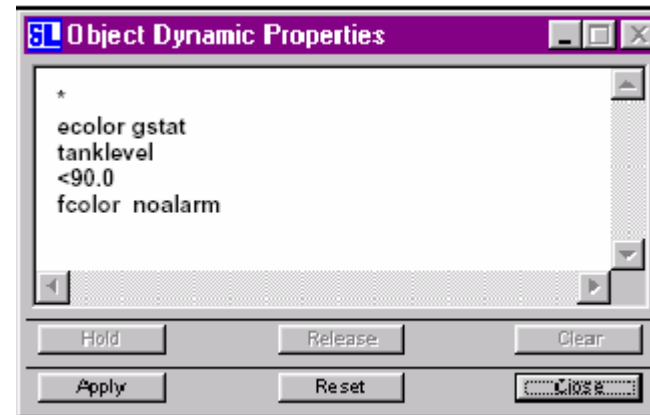 SL Object Dynamic Properties
*
ecolor gstat
tanklevel
<90.0
fcolor noalarm
Hold Release Clear
Apply Reset Close